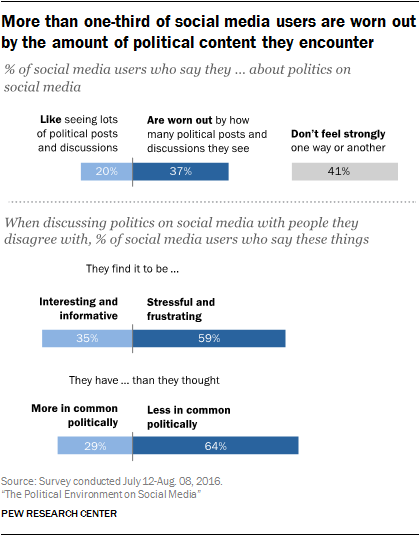 More than one-third of social media users are worn out
by the amount of political content they encounter
% of social media users who say they ... about politics on
social media
Like seeing lots
of political posts
and discussions
Are worn out by how
many political posts and
discussions they see
Don't feel strongly
one way or another
20%
37%
41%
When discussing politics on social media with people they
disagree with, % of social media users who say these things
They find it to be ...
Interesting and
informative
Stressful and
frustrating
35%
59%
They have ... than they thought
More in common
politically
Less in common
politically
29%
64%
Source: Survey conducted July 12-Aug. 08, 2016.
"The Political Environment on Social Media"
PEW RESEARCH CENTER